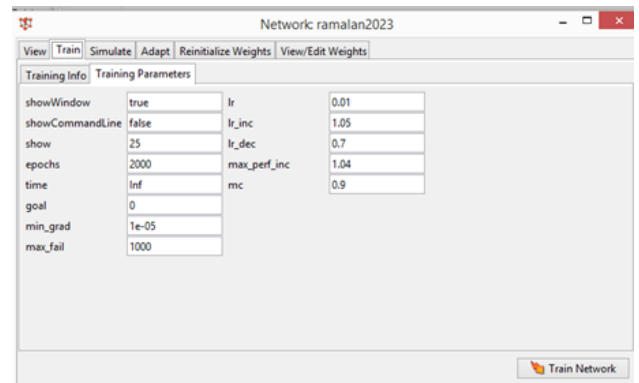 Network: ramalan2023
View Train Simulate Adapt Reinitialize Weights View/Edit Weights
Training Info Training Parameters
showWindow true lr 0.01
showCommandLine false lr_inc 1.05
show 25 lr_dec 0.7
epochs 2000 max_perf_inc 1.04
time Inf mc 0.9
goal 0
min_grad 1e-05
max_fail 1000
Train Network